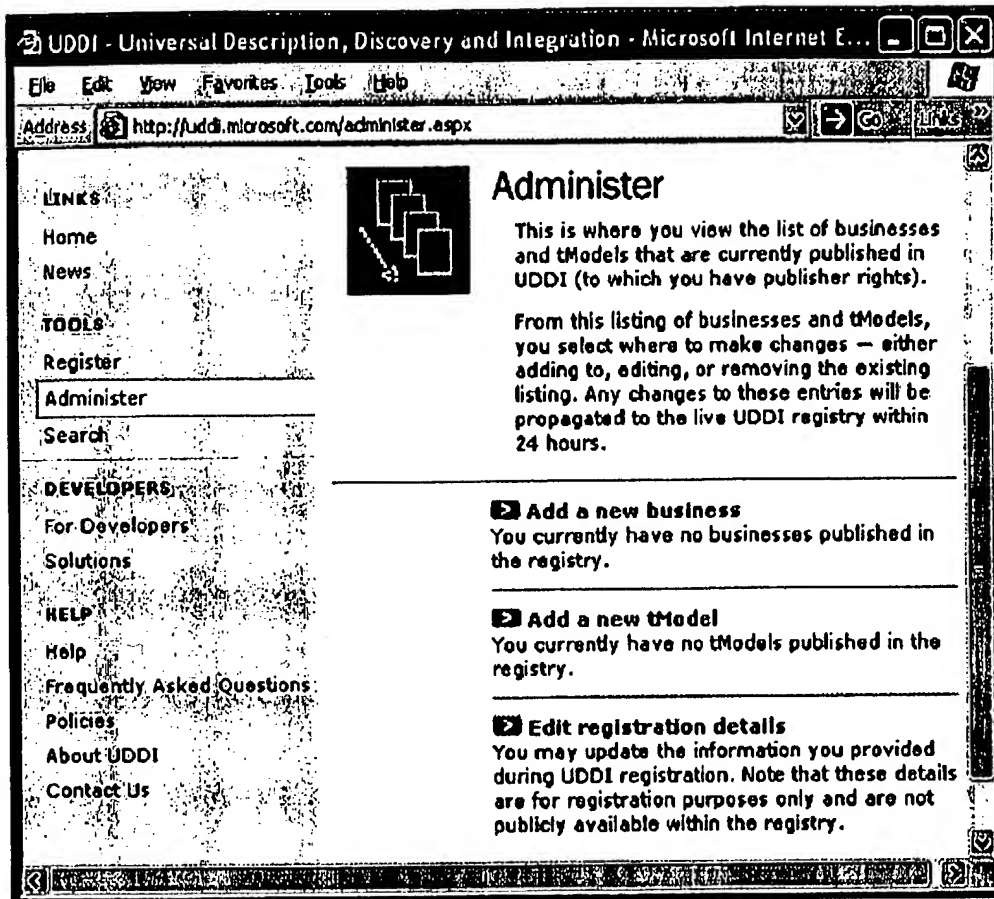 UDDI - Universal Description, Discovery and Integration - Microsoft Internet E...
File Edit View Favorites Tools Help
Address http://uddi.microsoft.com/administer.aspx Go Links »
LINKS
Home
News
TOOLS
Register
Administer
Search
DEVELOPERS
For Developers
Solutions
HELP
Help
Frequently Asked Questions
Policies
About UDDI
Contact Us
Administer
This is where you view the list of businesses
and tModels that are currently published in
UDDI (to which you have publisher rights).
From this listing of businesses and tModels,
you select where to make changes — either
adding to, editing, or removing the existing
listing. Any changes to these entries will be
propagated to the live UDDI registry within
24 hours.
Add a new business
You currently have no businesses published in
the registry.
Add a new tModel
You currently have no tModels published in the
registry.
Edit registration details
You may update the information you provided
during UDDI registration. Note that these details
are for registration purposes only and are not
publicly available within the registry.